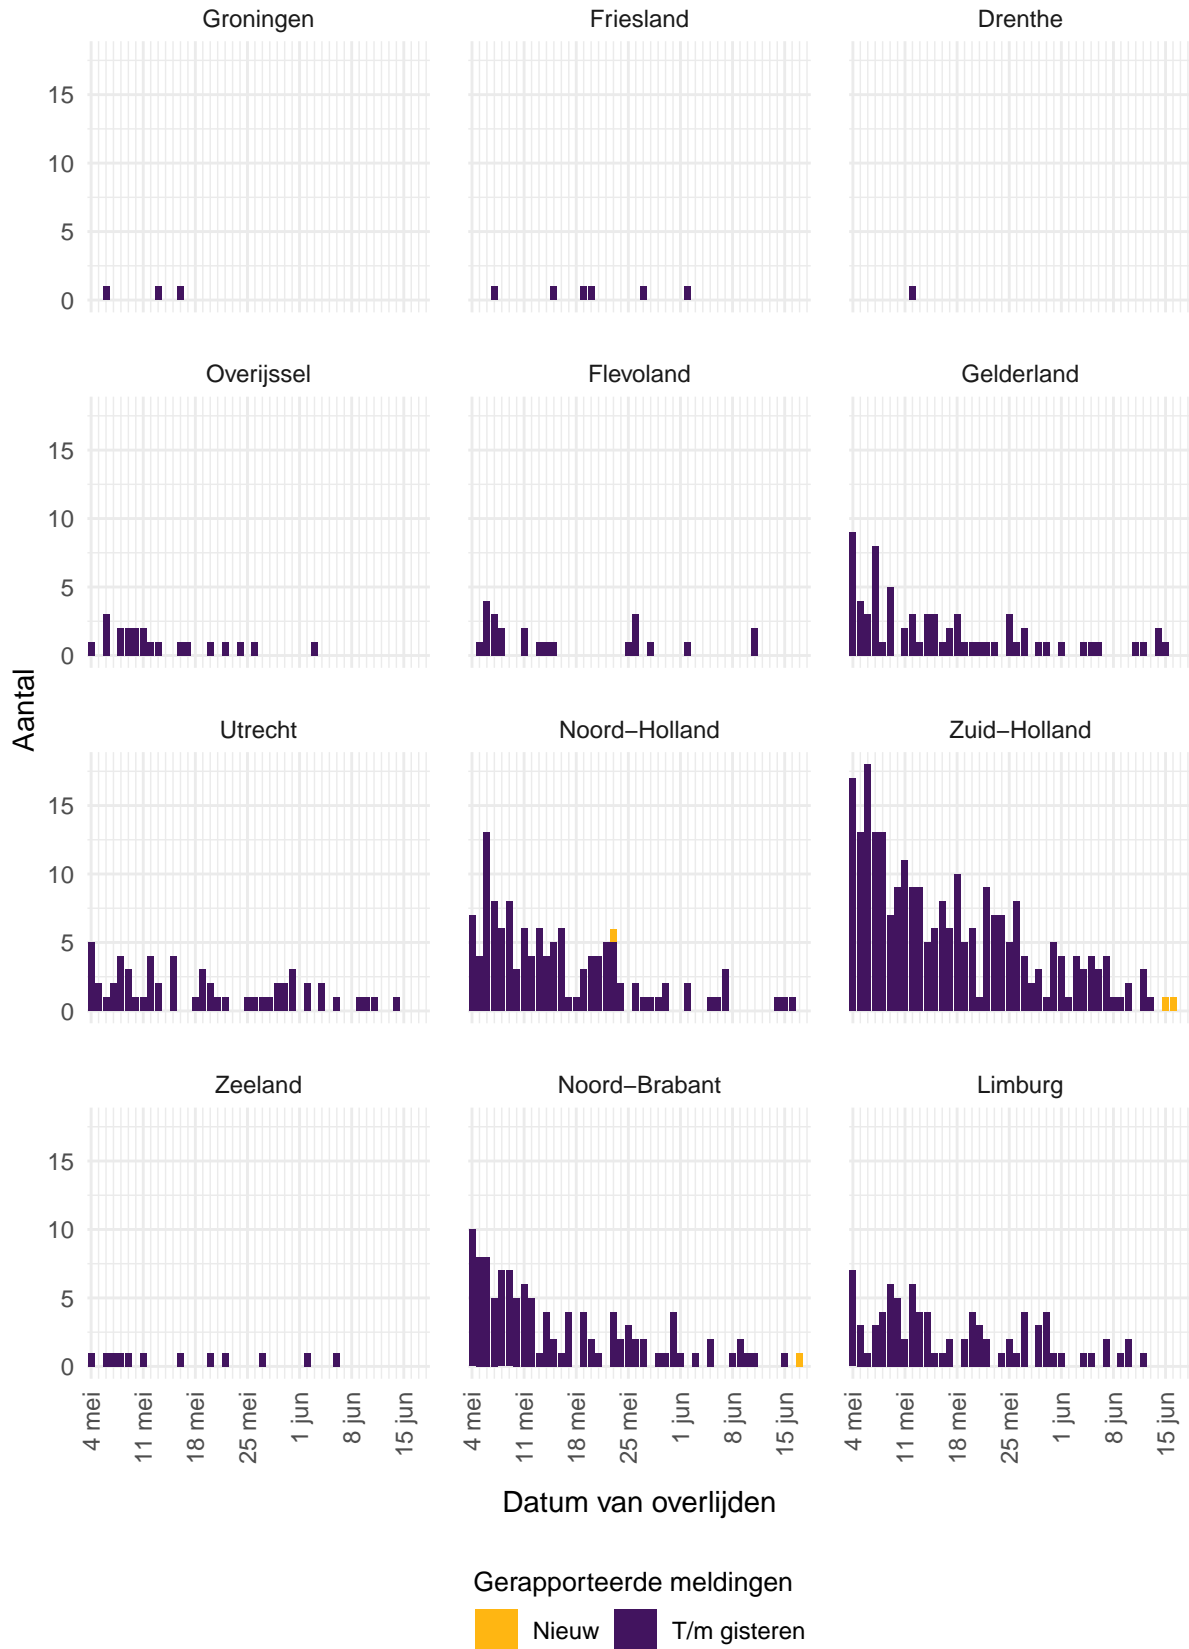 Groningen Friesland Drenthe
15
10
5
0
Overijssel Flevoland Gelderland
15
10
5
0
Aantal
Utrecht Noord–Holland Zuid–Holland
15
10
5
0
Zeeland Noord–Brabant Limburg
15
10
5
0
4 mei 11 mei 18 mei 25 mei 1 jun 8 jun 15 jun 4 mei 11 mei 18 mei 25 mei 1 jun 8 jun 15 jun 4 mei 11 mei 18 mei 25 mei 1 jun 8 jun 15 jun
Datum van overlijden
Gerapporteerde meldingen
Nieuw T/m gisteren